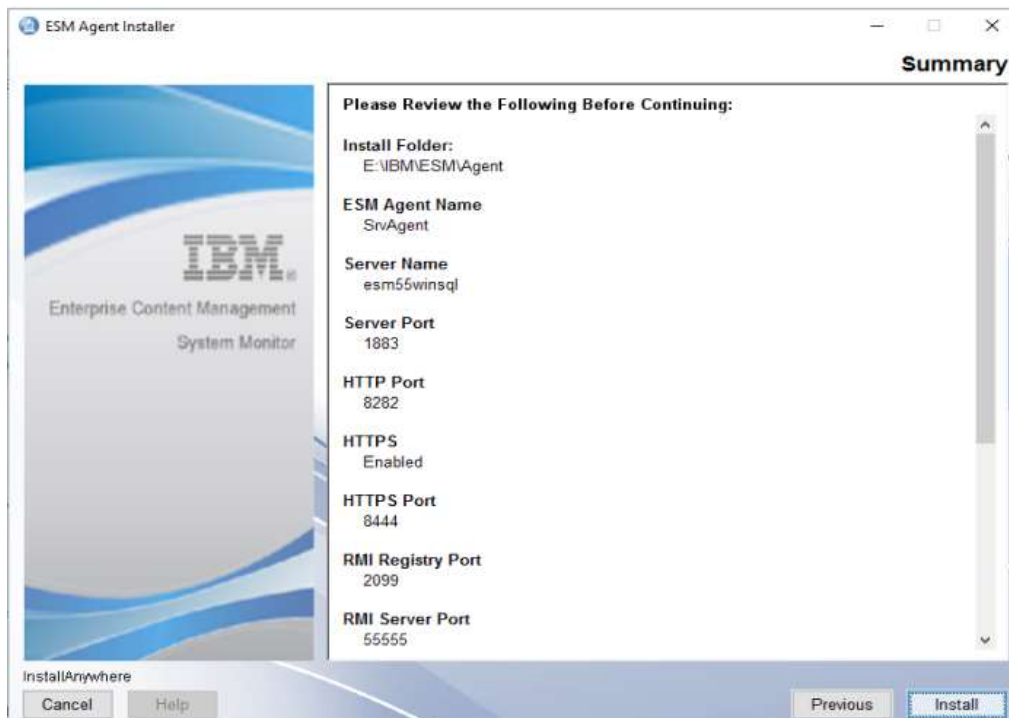 ESM Agent Installer
Summary
IBM®
Enterprise Content Management
System Monitor
Please Review the Following Before Continuing:
Install Folder:
E:\IBM\ESM\Agent
ESM Agent Name
SrvAgent
Server Name
esm55winsql
Server Port
1883
HTTP Port
8282
HTTPS
Enabled
HTTPS Port
8444
RMI Registry Port
2099
RMI Server Port
55555
InstallAnywhere
Cancel
Help
Previous
Install